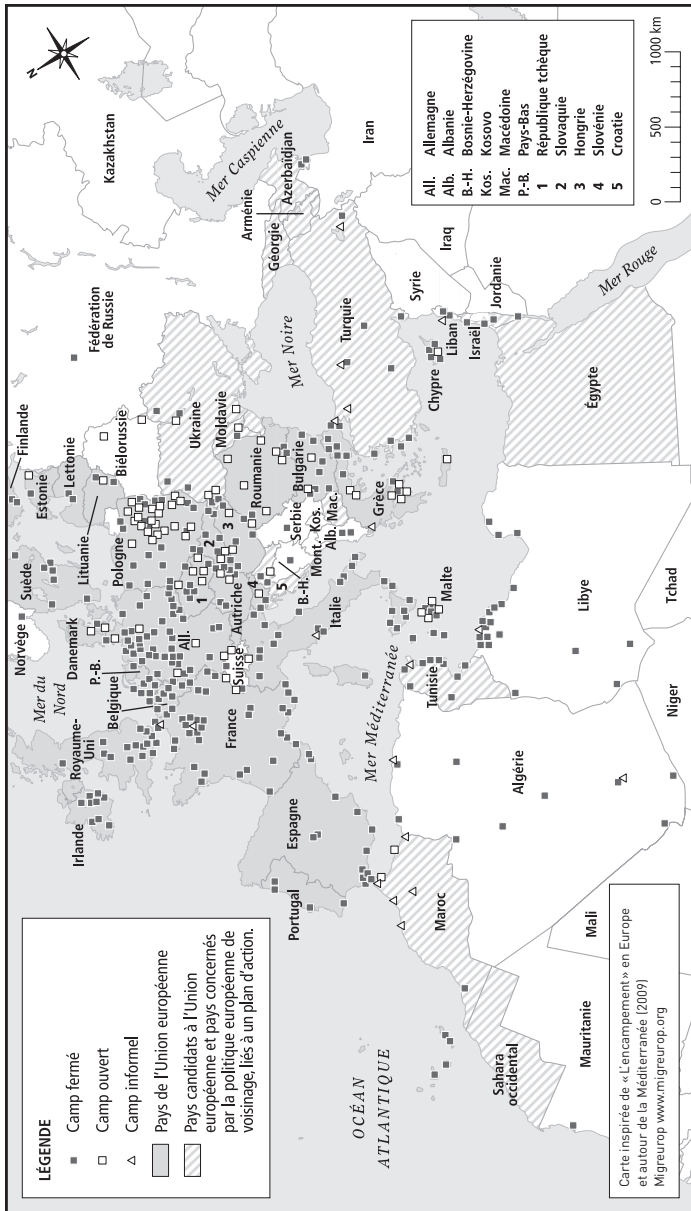 LÉGENDE
Camp fermé
Camp ouvert
Camp informel
Pays de l'Union européenne
Pays candidats à l'Union
européenne et pays concernés
par la politique européenne de
voisinage, liés à un plan d'action.
N
Norvège
Suède
Finlande
Estonie
Lettonie
Lituanie
Fédération
de Russie
Kazakhstan
Mer du
Nord
Danemark
P.-B.
Belgique
Royaume-
Uni
Irlande
Pologne
Biélorussie
Ukraine
Moldavie
All.
1
2
3
4
5
Autriche
Suisse
France
Roumanie
Bulgarie
Serbie
Kos.
Mont.
Mac.
Alb.
B.-H.
Italie
Grèce
Mer Noire
Géorgie
Arménie
Azerbaïdjan
Mer Caspienne
Turquie
Iran
Iraq
Syrie
Chypre
Liban
Israël
Jordanie
Mer Rouge
Portugal
Espagne
Mer Méditerranée
Malte
OCÉAN
ATLANTIQUE
Maroc
Algérie
Tunisie
Libye
Égypte
Sahara
occidental
Mauritanie
Mali
Niger
Tchad
All. Allemagne
Alb. Albanie
B.-H. Bosnie-Herzégovine
Kos. Kosovo
Mac. Macédoine
P.-B. Pays-Bas
1 République tchèque
2 Slovaquie
3 Hongrie
4 Slovénie
5 Croatie
0 500 1000 km
Carte inspirée de « L'encampement » en Europe
et autour de la Méditerranée (2009)
Migreurop www.migreurop.org